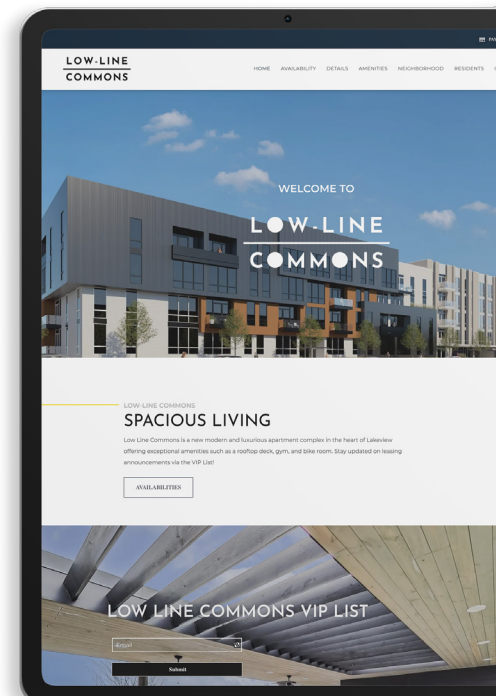 LOW-LINE
COMMONS
HOME AVAILABILITY DETAILS AMENITIES NEIGHBORHOOD RESIDENTS
WELCOME TO
LOW-LINE
COMMONS
LOW-LINE COMMONS
SPACIOUS LIVING
Low Line Commons is a new modern and luxurious apartment complex in the heart of Lakeview
offering exceptional amenities such as a rooftop deck, gym, and bike room. Stay updated on leasing
announcements via the VIP List!
AVAILABILITIES
LOW LINE COMMONS VIP LIST
Email
Submit